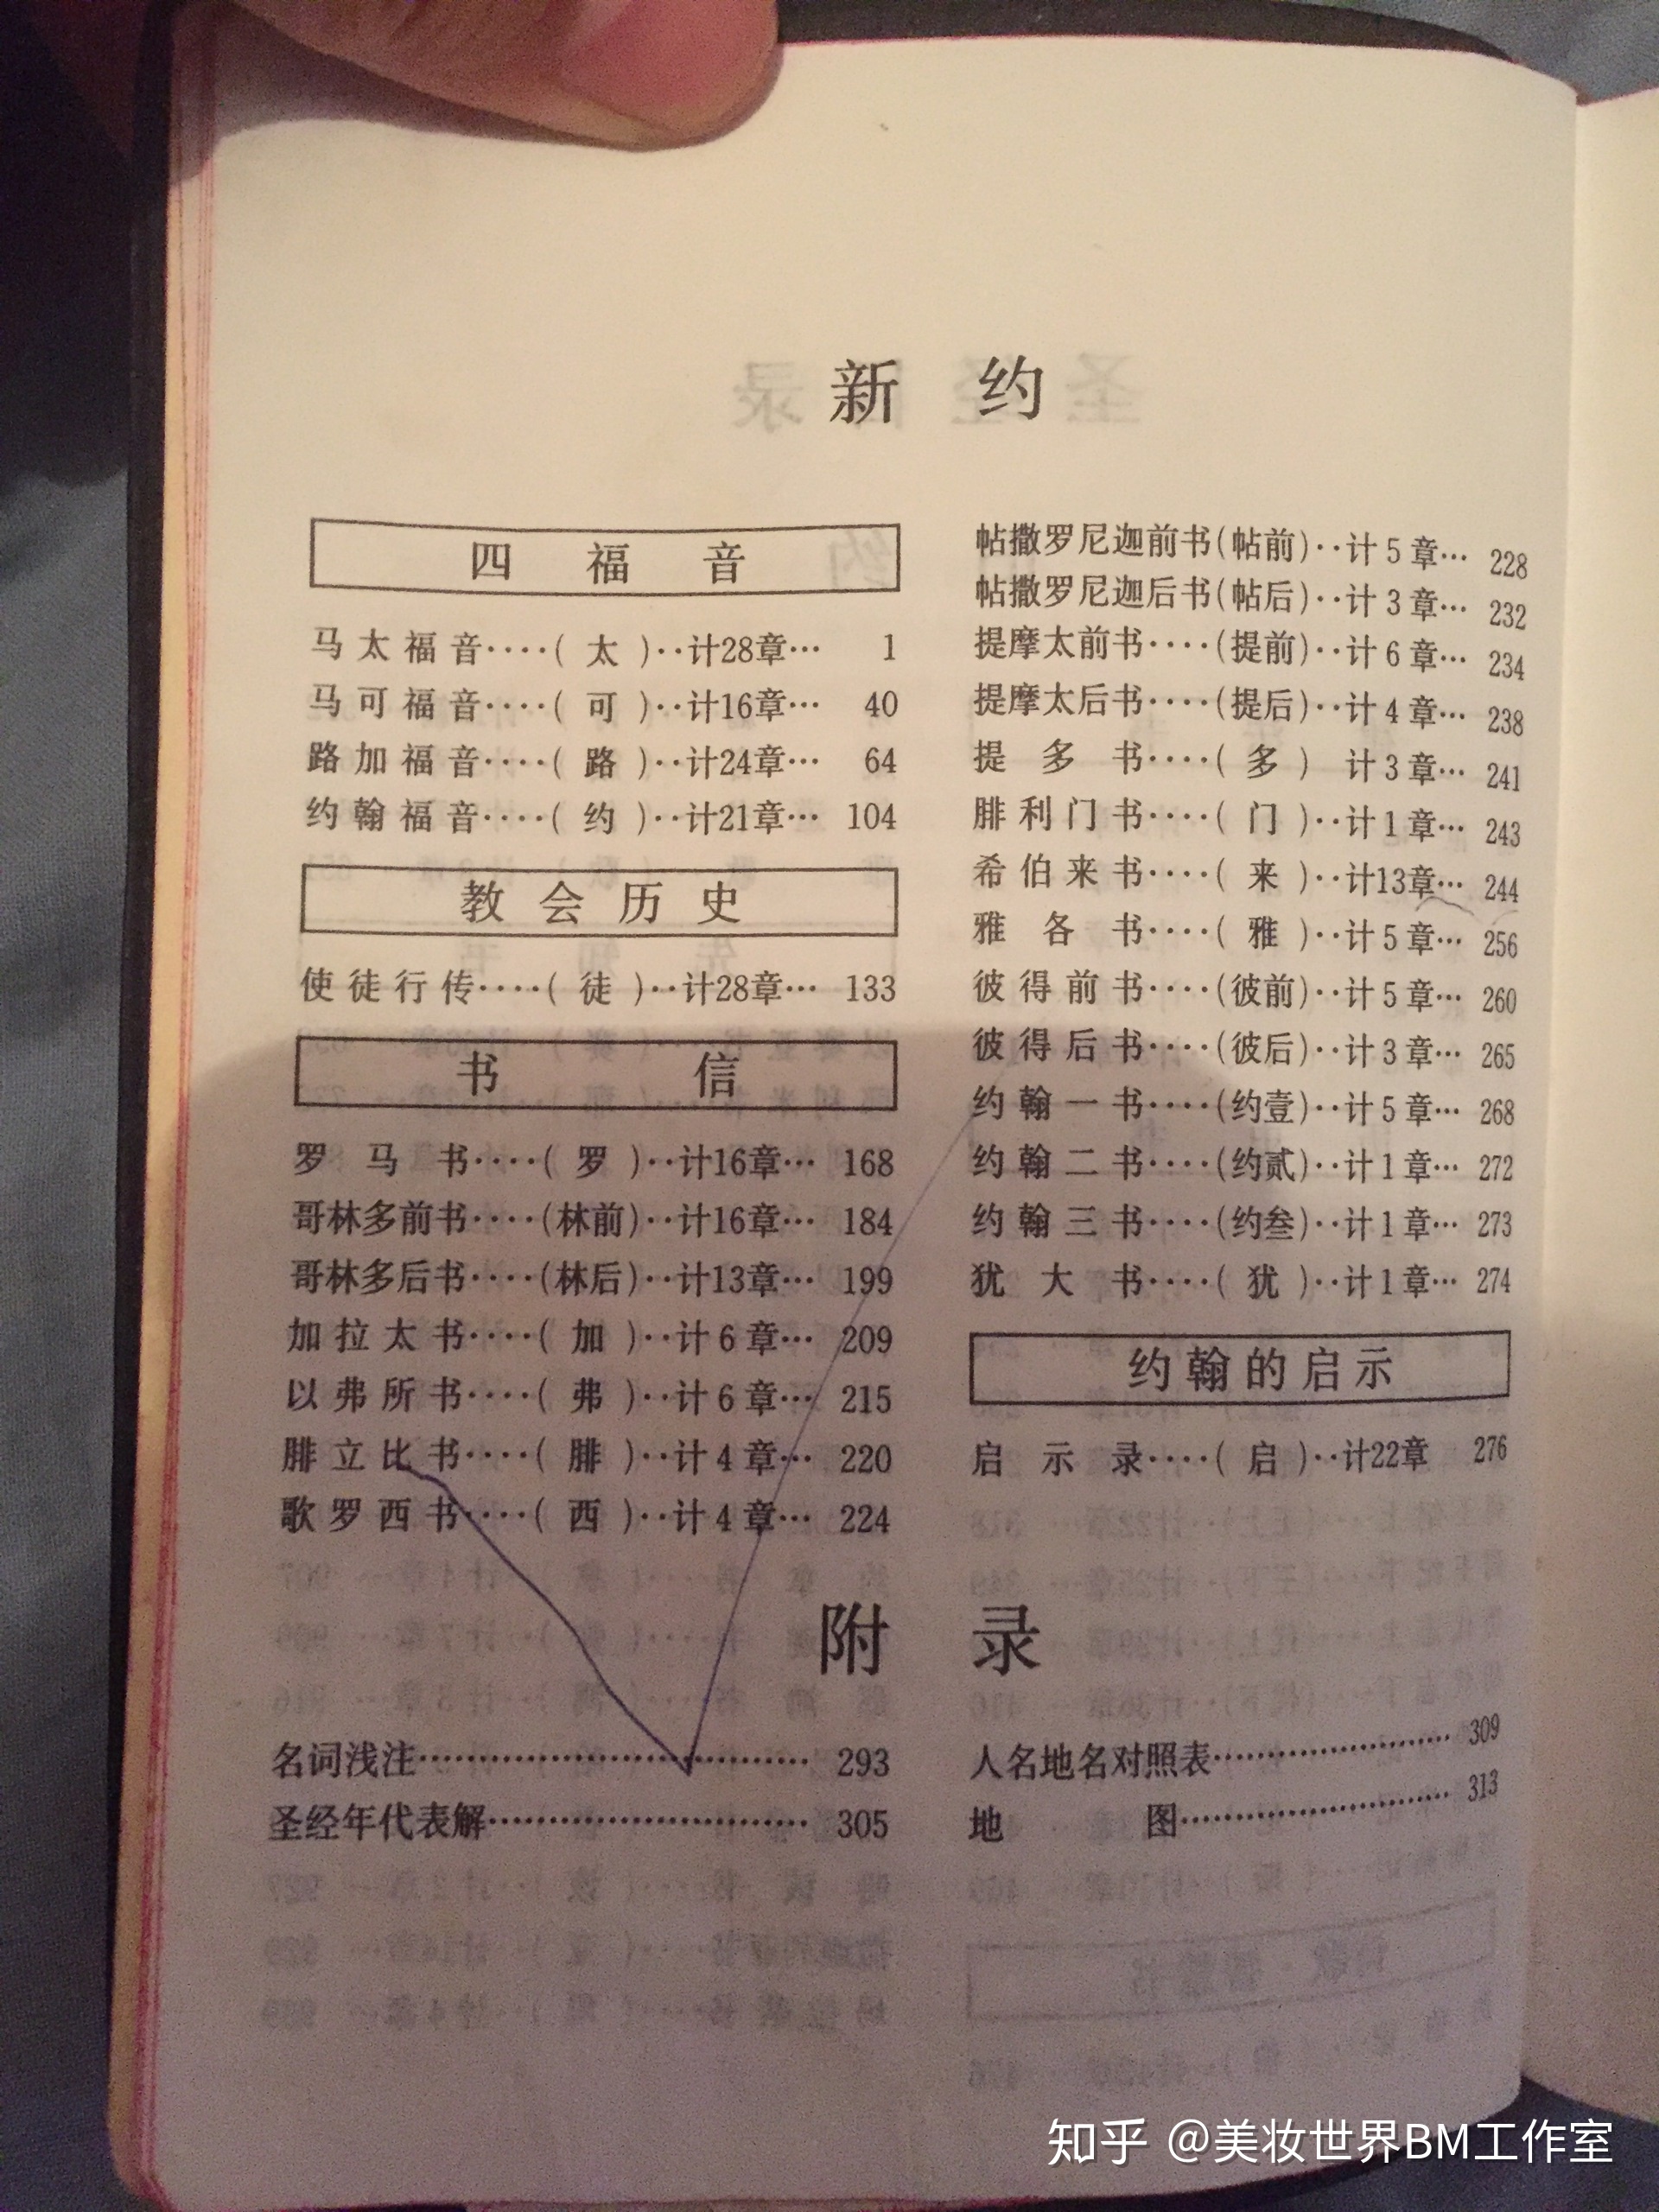 新 约
四 福 音
马太福音····( 太 )··计28章··· 1
马可福音····( 可 )··计16章··· 40
路加福音····( 路 )··计24章··· 64
约翰福音····( 约 )··计21章··· 104
教会历史
使徒行传····( 徒 )··计28章··· 133
书 信
罗马书····( 罗 )··计16章··· 168
哥林多前书····(林前)··计16章··· 184
哥林多后书····(林后)··计13章··· 199
加拉太书····( 加 )··计6章··· 209
以弗所书····( 弗 )··计6章··· 215
腓立比书····( 腓 )··计4章··· 220
歌罗西书····( 西 )··计4章··· 224
帖撒罗尼迦前书(帖前)··计5章··· 228
帖撒罗尼迦后书(帖后)··计3章··· 232
提摩太前书····(提前)··计6章··· 234
提摩太后书····(提后)··计4章··· 238
提多书····( 多 ) 计3章··· 241
腓利门书····( 门 )··计1章··· 243
希伯来书····( 来 )··计13章··· 244
雅各书····( 雅 )··计5章··· 256
彼得前书····(彼前)··计5章··· 260
彼得后书····(彼后)··计3章··· 265
约翰一书····(约壹)··计5章··· 268
约翰二书····(约贰)··计1章··· 272
约翰三书····(约叁)··计1章··· 273
犹大书····( 犹 )··计1章··· 274
约翰的启示
启示录····( 启 )··计22章 276
附 录
名词浅注································ 293
圣经年代表解·························· 305
人名地名对照表···················· 309
地 图······················ 313
知乎 @美妆世界BM工作室